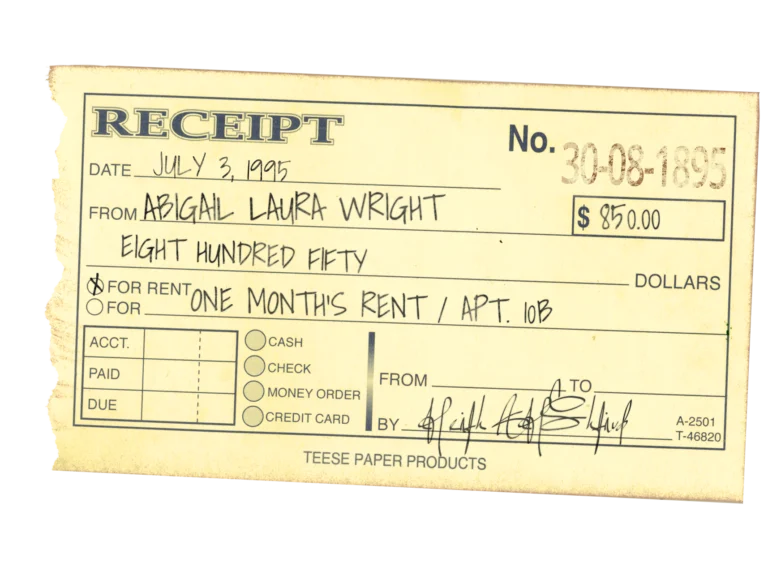 RECEIPT
No. 30-08-1895
DATE JULY 3, 1995
FROM ABIGAIL LAURA WRIGHT
$ 850.00
EIGHT HUNDRED FIFTY DOLLARS
FOR RENT ONE MONTH'S RENT / APT. 10B
FOR
ACCT.
PAID
DUE
CASH
CHECK
MONEY ORDER
CREDIT CARD
FROM TO
BY
A-2501
T-46820
TEESE PAPER PRODUCTS